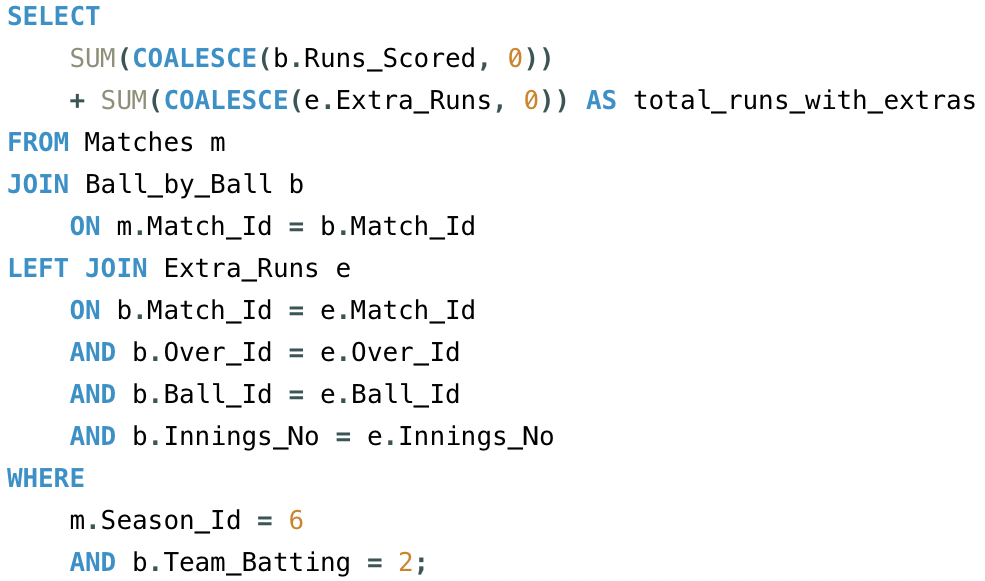 SELECT
    SUM(COALESCE(b.Runs_Scored, 0))
    + SUM(COALESCE(e.Extra_Runs, 0)) AS total_runs_with_extras
FROM Matches m
JOIN Ball_by_Ball b
    ON m.Match_Id = b.Match_Id
LEFT JOIN Extra_Runs e
    ON b.Match_Id = e.Match_Id
    AND b.Over_Id = e.Over_Id
    AND b.Ball_Id = e.Ball_Id
    AND b.Innings_No = e.Innings_No
WHERE
    m.Season_Id = 6
    AND b.Team_Batting = 2;